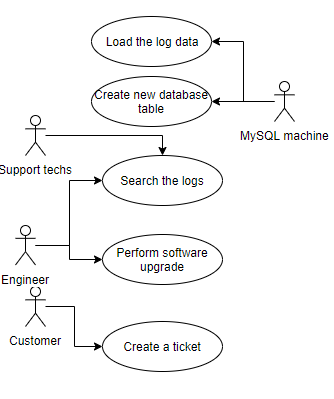 Load the log data
Create new database
table
MySQL machine
Support techs
Search the logs
Perform software
upgrade
Engineer
Customer
Create a ticket